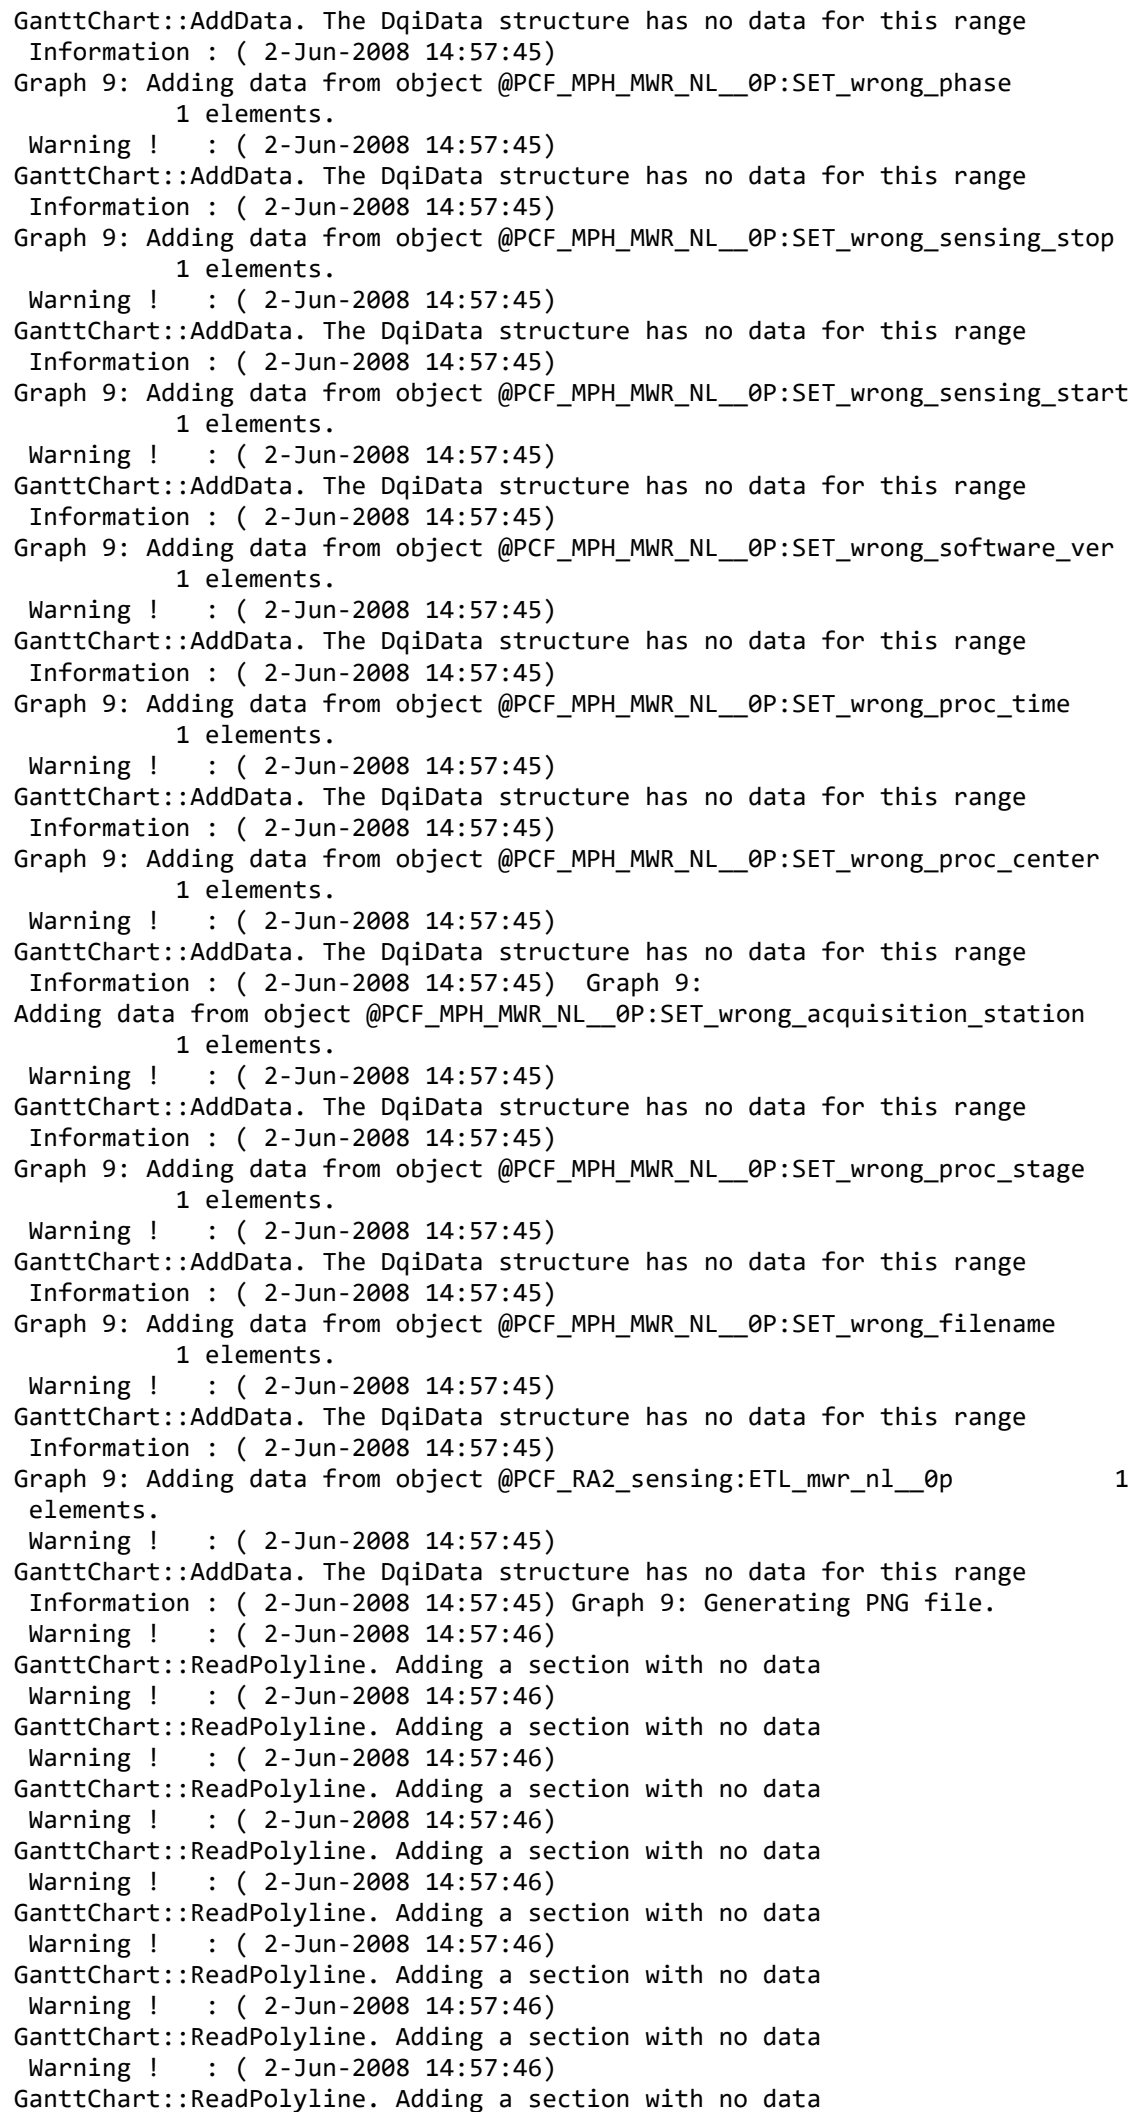 GanttChart::AddData. The DqiData structure has no data for this range
Information : ( 2-Jun-2008 14:57:45)
Graph 9: Adding data from object @PCF_MPH_MWR_NL__0P:SET_wrong_phase
1 elements.
Warning !   : ( 2-Jun-2008 14:57:45)
GanttChart::AddData. The DqiData structure has no data for this range
Information : ( 2-Jun-2008 14:57:45)
Graph 9: Adding data from object @PCF_MPH_MWR_NL__0P:SET_wrong_sensing_stop
1 elements.
Warning !   : ( 2-Jun-2008 14:57:45)
GanttChart::AddData. The DqiData structure has no data for this range
Information : ( 2-Jun-2008 14:57:45)
Graph 9: Adding data from object @PCF_MPH_MWR_NL__0P:SET_wrong_sensing_start
1 elements.
Warning !   : ( 2-Jun-2008 14:57:45)
GanttChart::AddData. The DqiData structure has no data for this range
Information : ( 2-Jun-2008 14:57:45)
Graph 9: Adding data from object @PCF_MPH_MWR_NL__0P:SET_wrong_software_ver
1 elements.
Warning !   : ( 2-Jun-2008 14:57:45)
GanttChart::AddData. The DqiData structure has no data for this range
Information : ( 2-Jun-2008 14:57:45)
Graph 9: Adding data from object @PCF_MPH_MWR_NL__0P:SET_wrong_proc_time
1 elements.
Warning !   : ( 2-Jun-2008 14:57:45)
GanttChart::AddData. The DqiData structure has no data for this range
Information : ( 2-Jun-2008 14:57:45)
Graph 9: Adding data from object @PCF_MPH_MWR_NL__0P:SET_wrong_proc_center
1 elements.
Warning !   : ( 2-Jun-2008 14:57:45)
GanttChart::AddData. The DqiData structure has no data for this range
Information : ( 2-Jun-2008 14:57:45)  Graph 9:
Adding data from object @PCF_MPH_MWR_NL__0P:SET_wrong_acquisition_station
1 elements.
Warning !   : ( 2-Jun-2008 14:57:45)
GanttChart::AddData. The DqiData structure has no data for this range
Information : ( 2-Jun-2008 14:57:45)
Graph 9: Adding data from object @PCF_MPH_MWR_NL__0P:SET_wrong_proc_stage
1 elements.
Warning !   : ( 2-Jun-2008 14:57:45)
GanttChart::AddData. The DqiData structure has no data for this range
Information : ( 2-Jun-2008 14:57:45)
Graph 9: Adding data from object @PCF_MPH_MWR_NL__0P:SET_wrong_filename
1 elements.
Warning !   : ( 2-Jun-2008 14:57:45)
GanttChart::AddData. The DqiData structure has no data for this range
Information : ( 2-Jun-2008 14:57:45)
Graph 9: Adding data from object @PCF_RA2_sensing:ETL_mwr_nl__0p           1
elements.
Warning !   : ( 2-Jun-2008 14:57:45)
GanttChart::AddData. The DqiData structure has no data for this range
Information : ( 2-Jun-2008 14:57:45) Graph 9: Generating PNG file.
Warning !   : ( 2-Jun-2008 14:57:46)
GanttChart::ReadPolyline. Adding a section with no data
Warning !   : ( 2-Jun-2008 14:57:46)
GanttChart::ReadPolyline. Adding a section with no data
Warning !   : ( 2-Jun-2008 14:57:46)
GanttChart::ReadPolyline. Adding a section with no data
Warning !   : ( 2-Jun-2008 14:57:46)
GanttChart::ReadPolyline. Adding a section with no data
Warning !   : ( 2-Jun-2008 14:57:46)
GanttChart::ReadPolyline. Adding a section with no data
Warning !   : ( 2-Jun-2008 14:57:46)
GanttChart::ReadPolyline. Adding a section with no data
Warning !   : ( 2-Jun-2008 14:57:46)
GanttChart::ReadPolyline. Adding a section with no data
Warning !   : ( 2-Jun-2008 14:57:46)
GanttChart::ReadPolyline. Adding a section with no data